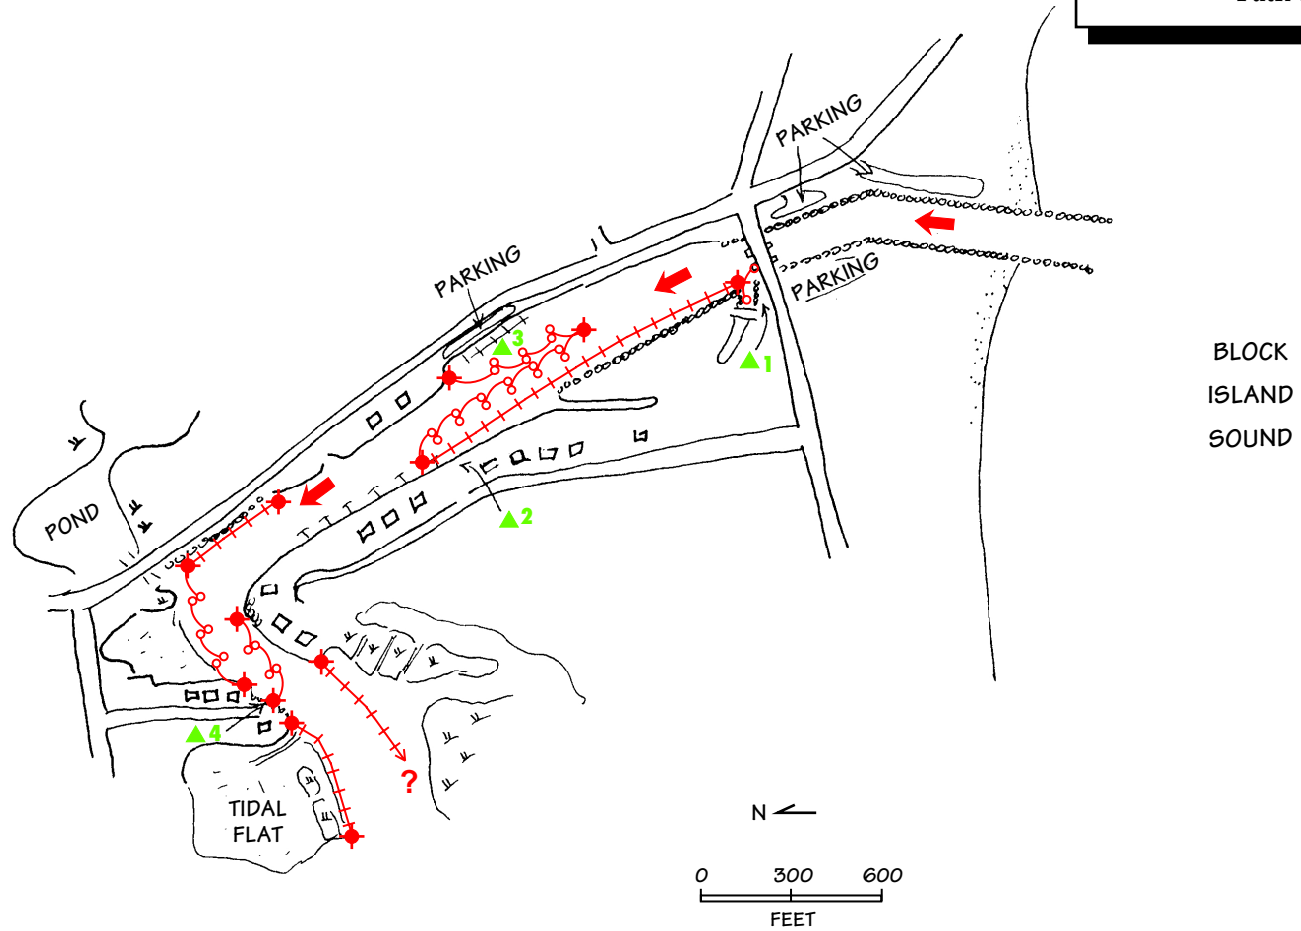 PARKING
PARKING
PARKING
3
1
BLOCK
ISLAND
SOUND
POND
2
4
?
TIDAL
FLAT
N
0 300 600
FEET